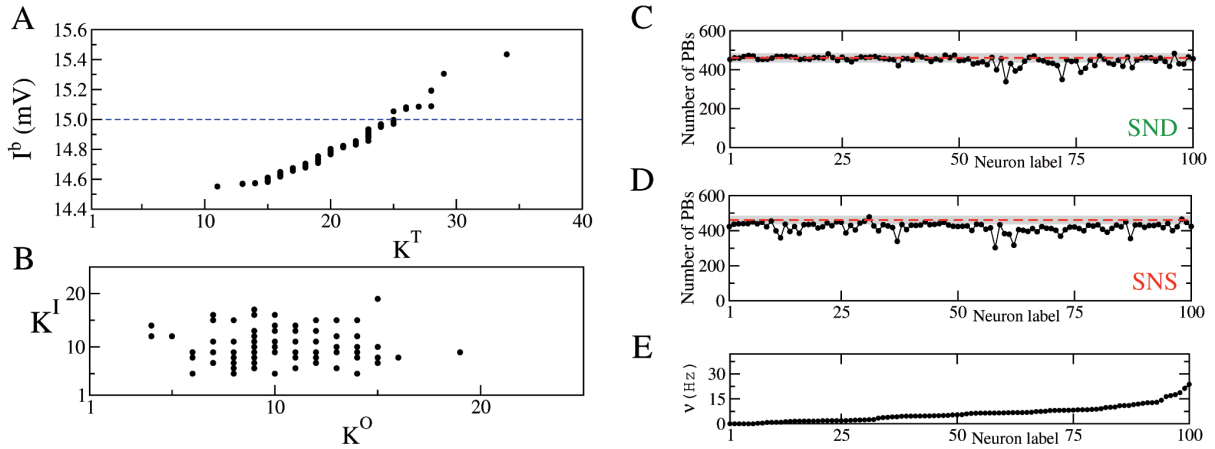 A
15.6
15.4
15.2
15.0
14.8
14.6
14.4
I^b (mV)
1 10 20 30 40
K^T
B
20
10
1
K^I
1 10 20
K^O
C
600
400
200
0
Number of PBs
SND
1 25 50 75 100
Neuron label
D
600
400
200
0
Number of PBs
SNS
1 25 50 75 100
Neuron label
E
30
15
0
ν (Hz)
1 25 50 75 100
Neuron label